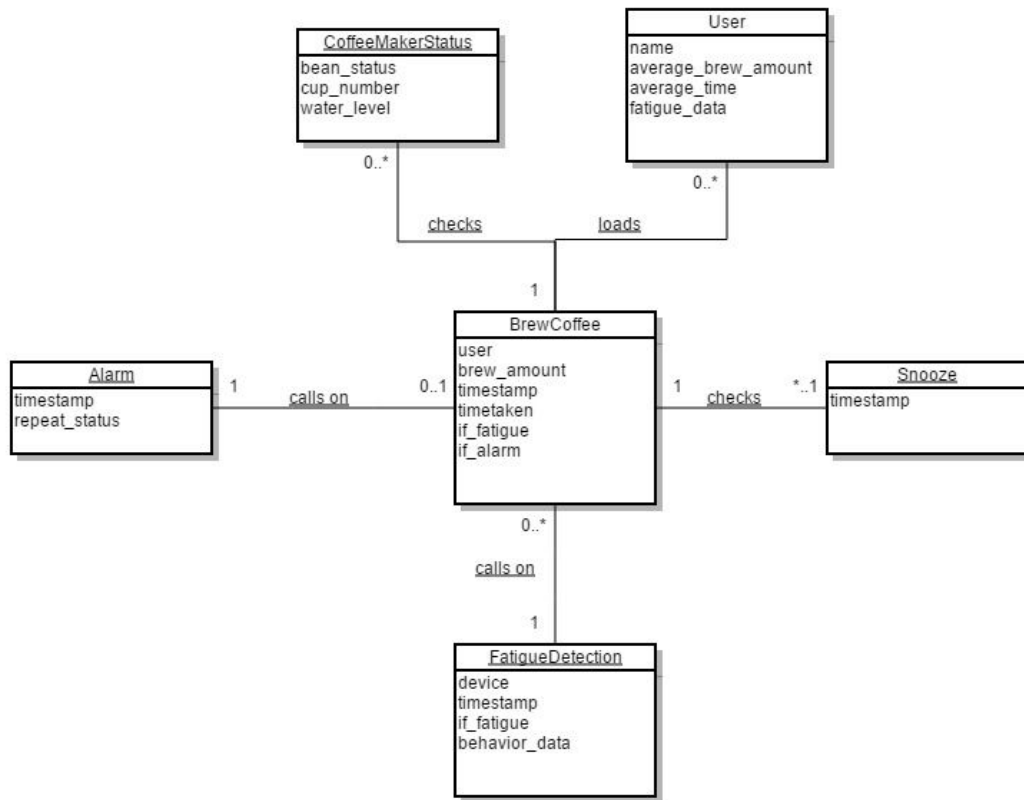 CoffeeMakerStatus
bean_status
cup_number
water_level
User
name
average_brew_amount
average_time
fatigue_data
0..*
0..*
checks
loads
1
BrewCoffee
user
brew_amount
timestamp
timetaken
if_fatigue
if_alarm
Alarm
timestamp
repeat_status
1
calls on
0..1
1
checks
*..1
Snooze
timestamp
0..*
calls on
1
FatigueDetection
device
timestamp
if_fatigue
behavior_data